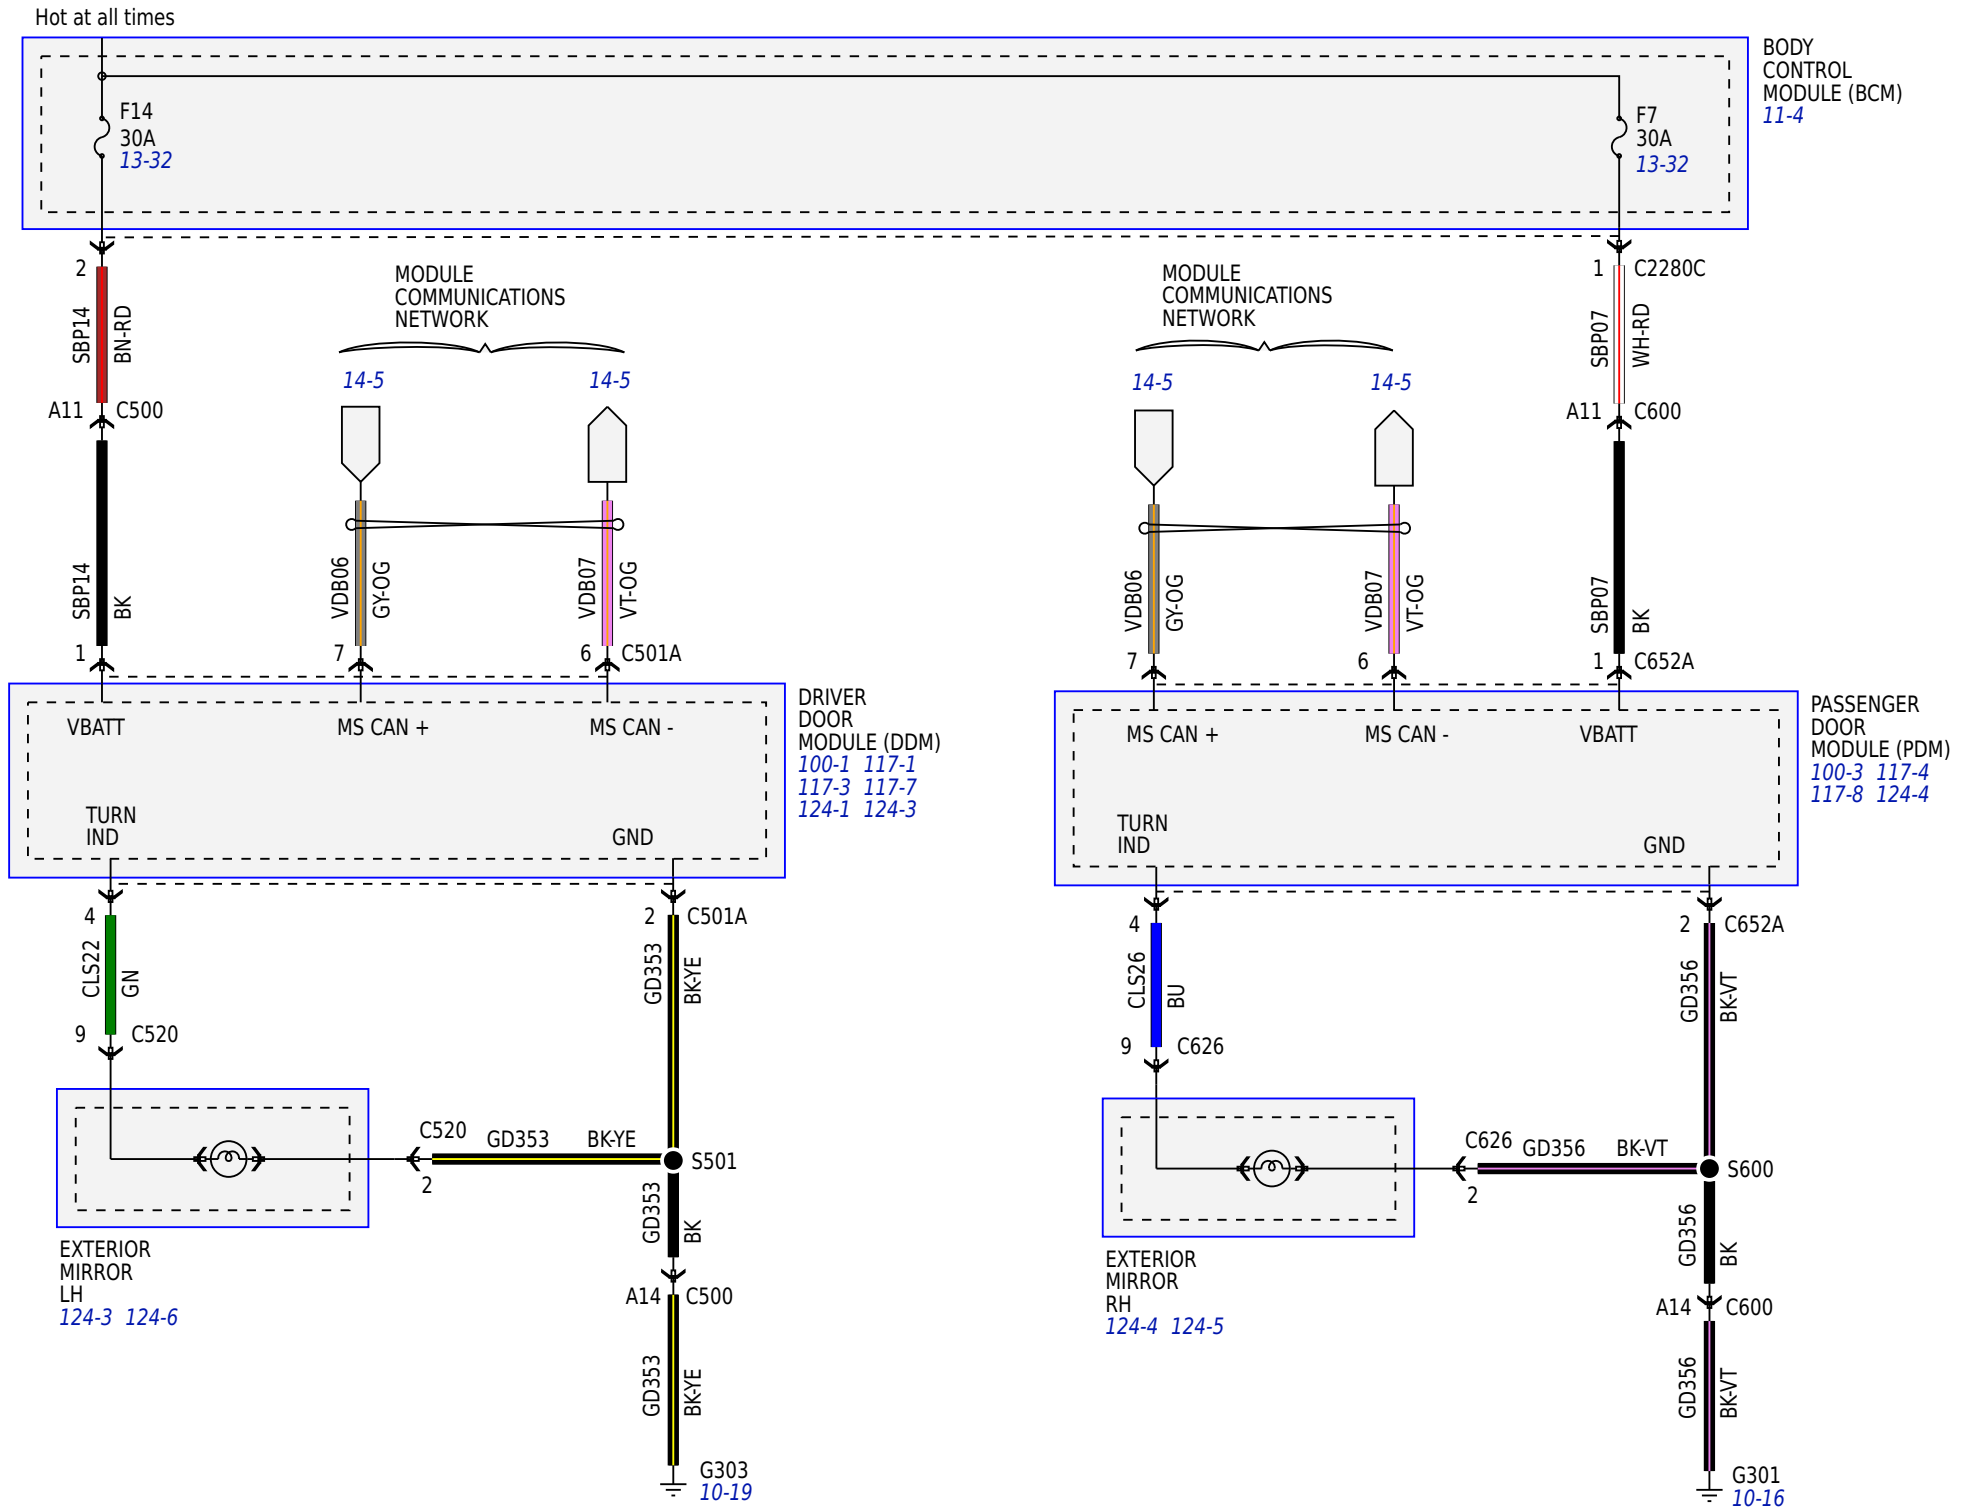 Hot at all times
BODY
CONTROL
MODULE (BCM)
11-4
F14
30A
13-32
F7
30A
13-32
2
SBP14
BN-RD
A11
C500
SBP14
BK
1
MODULE
COMMUNICATIONS
NETWORK
14-5
14-5
VDB06
GY-OG
7
VDB07
VT-OG
6
C501A
MODULE
COMMUNICATIONS
NETWORK
14-5
14-5
VDB06
GY-OG
7
VDB07
VT-OG
6
1
C2280C
SBP07
WH-RD
A11
C600
SBP07
BK
1
C652A
VBATT
MS CAN +
MS CAN -
TURN
IND
GND
DRIVER
DOOR
MODULE (DDM)
100-1 117-1
117-3 117-7
124-1 124-3
MS CAN +
MS CAN -
VBATT
TURN
IND
GND
PASSENGER
DOOR
MODULE (PDM)
100-3 117-4
117-8 124-4
4
CLS22
GN
9
C520
2
C501A
GD353
BK-YE
C520
2
GD353
BK-YE
S501
GD353
BK
A14
C500
GD353
BK-YE
G303
10-19
EXTERIOR
MIRROR
LH
124-3 124-6
4
CLS26
BU
9
C626
2
C652A
GD356
BK-VT
C626
2
GD356
BK-VT
S600
GD356
BK
A14
C600
GD356
BK-VT
G301
10-16
EXTERIOR
MIRROR
RH
124-4 124-5